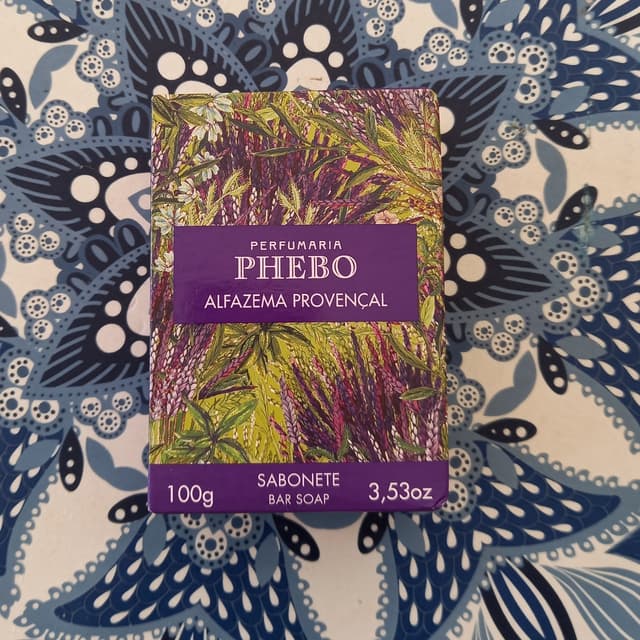 PERFUMARIA
PHEBO
ALFAZEMA PROVENÇAL
SABONETE
BAR SOAP
100g
3,53oz